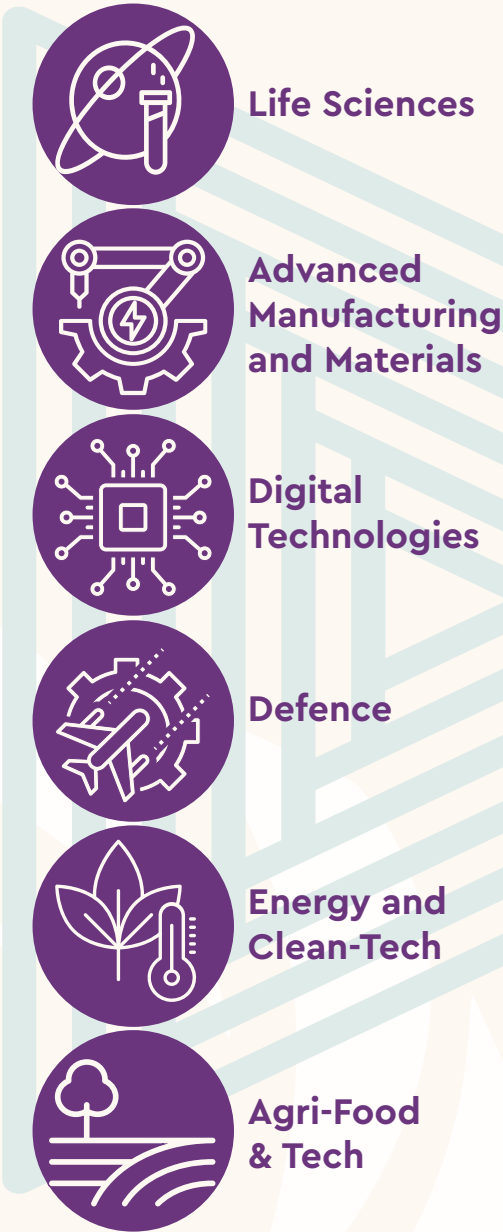 Life Sciences
Advanced
Manufacturing
and Materials
Digital
Technologies
Defence
Energy and
Clean-Tech
Agri-Food
& Tech